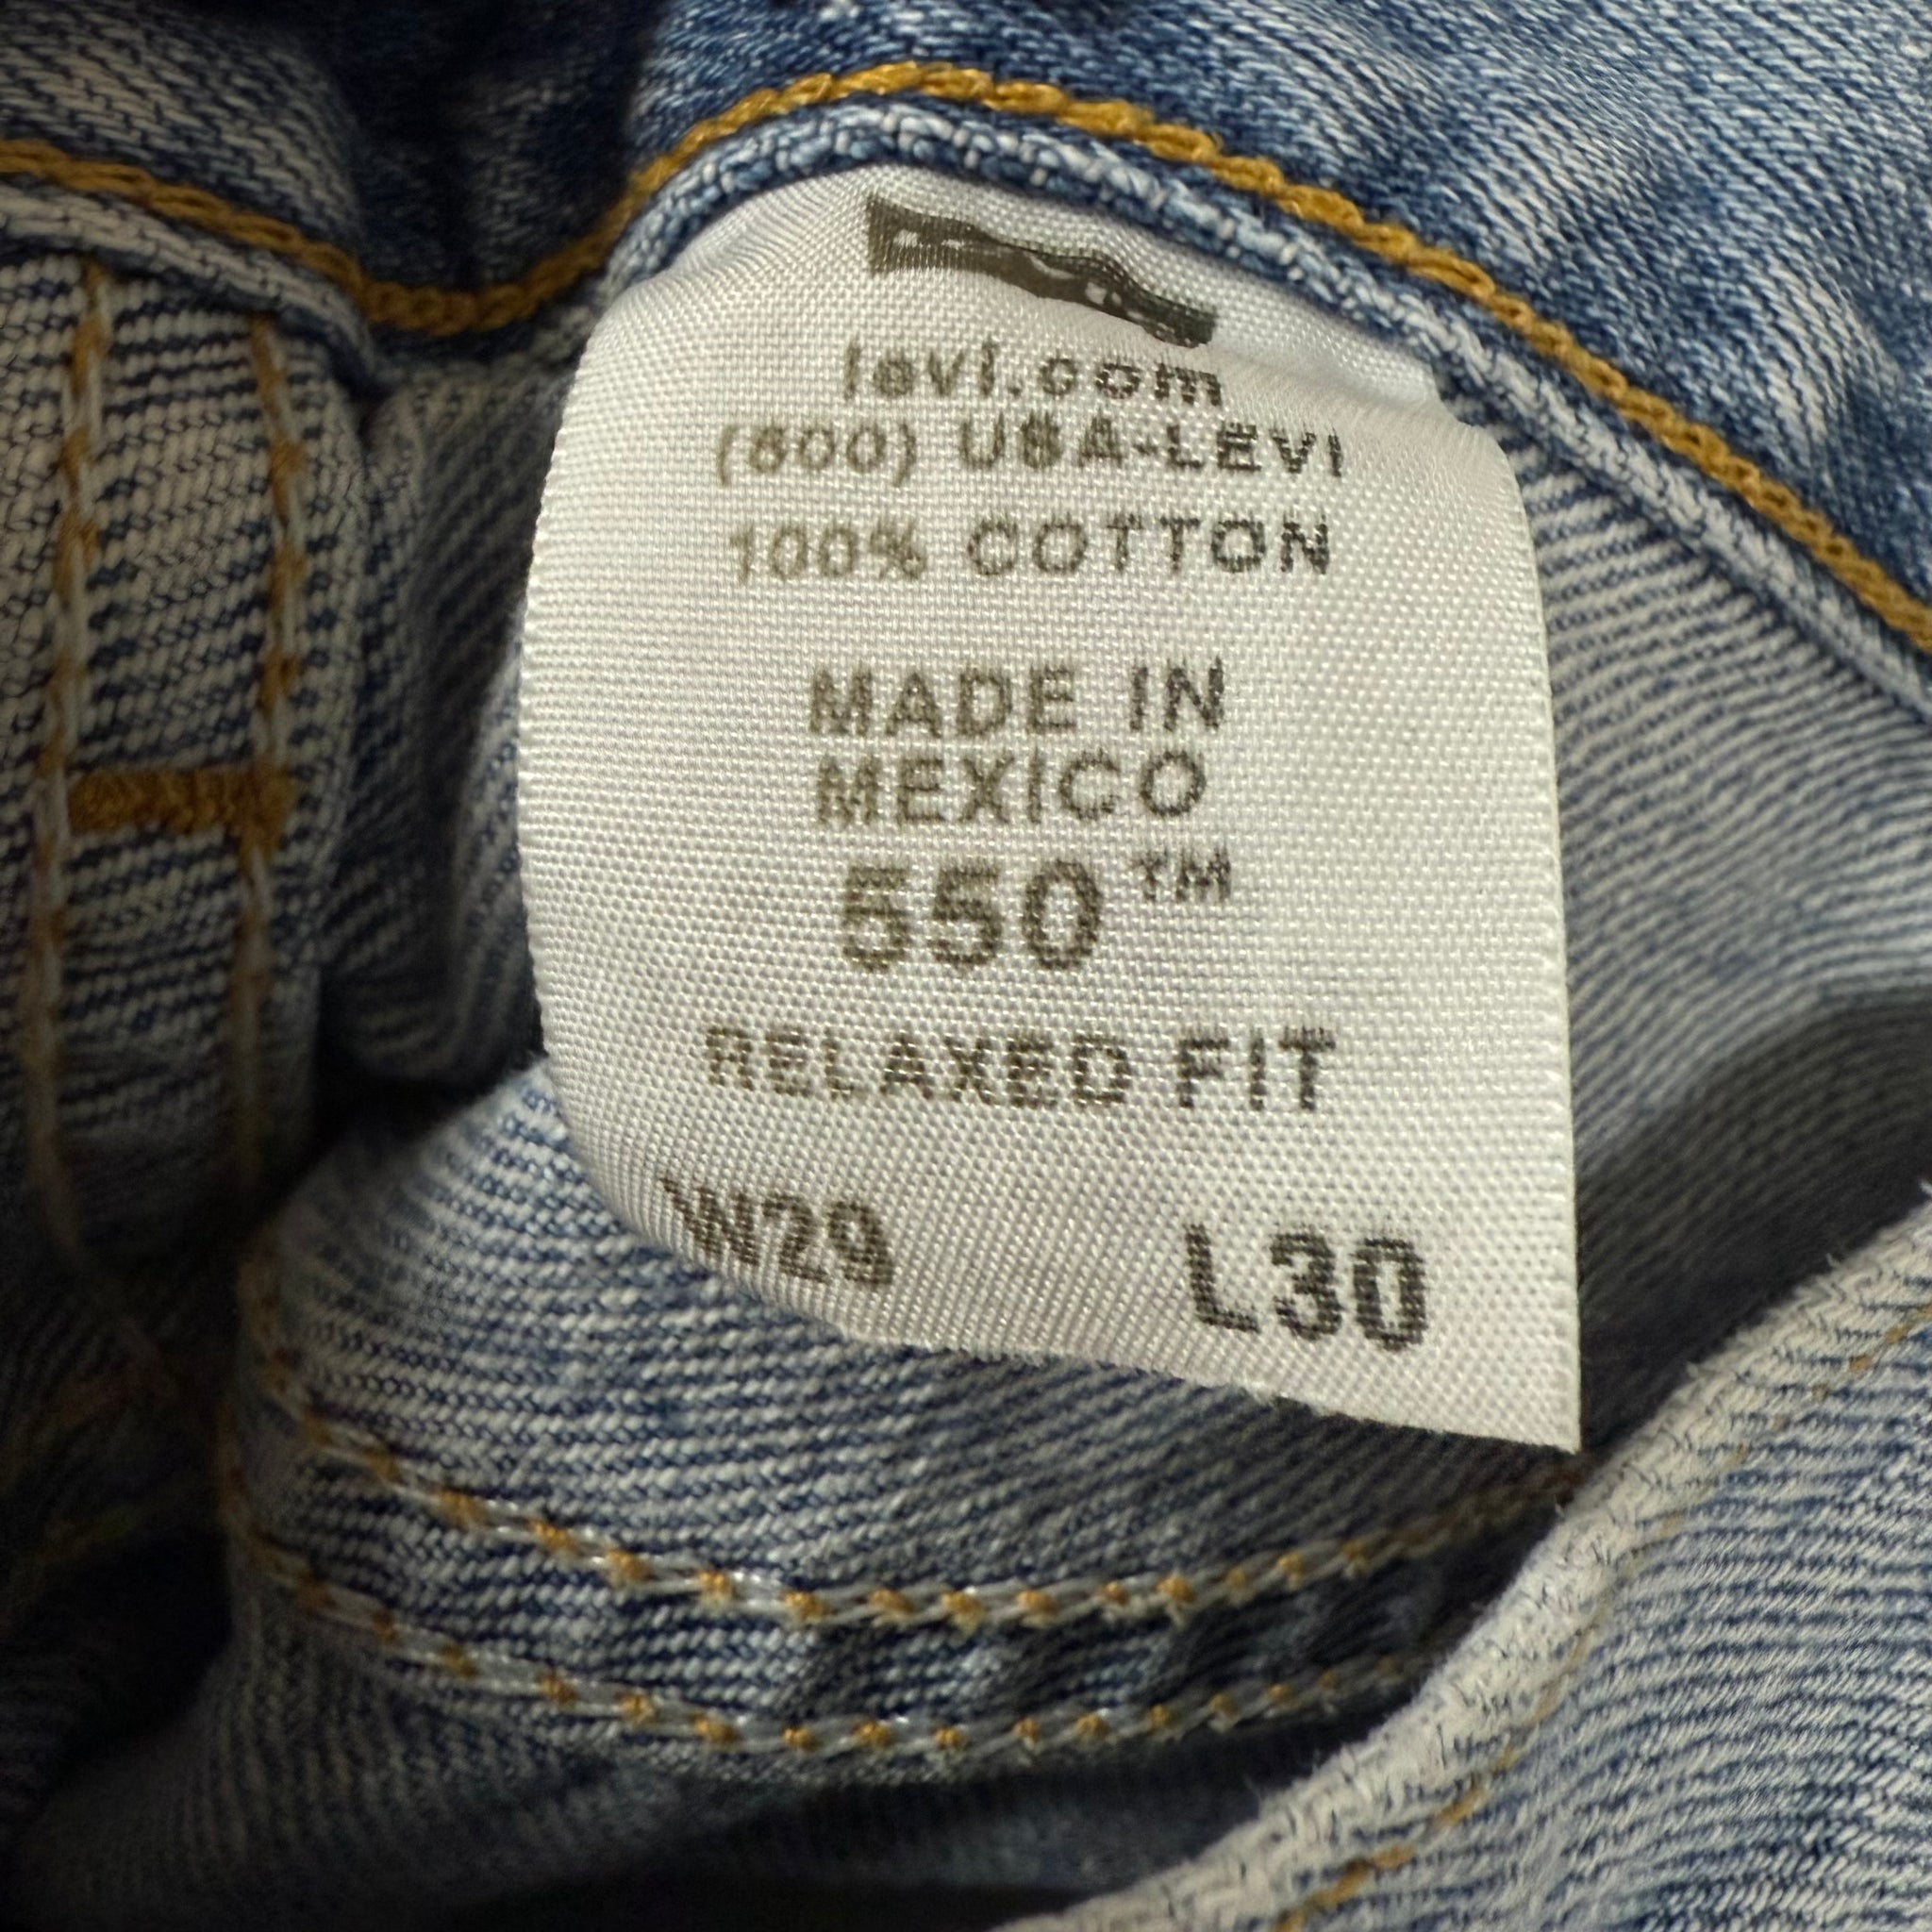 levi.com
(800) USA-LEVI
100% COTTON
MADE IN
MEXICO
550™
RELAXED FIT
W29 L30